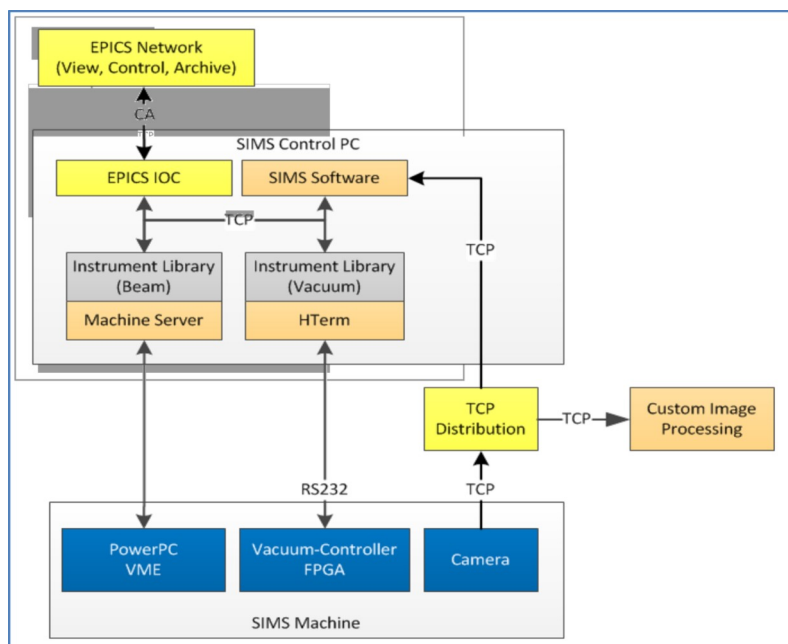 EPICS Network
(View, Control, Archive)
CA
SIMS Control PC
EPICS IOC
SIMS Software
TCP
TCP
Instrument Library
(Beam)
Instrument Library
(Vacuum)
Machine Server
HTerm
TCP
Distribution
TCP
Custom Image
Processing
RS232
TCP
PowerPC
VME
Vacuum-Controller
FPGA
Camera
SIMS Machine